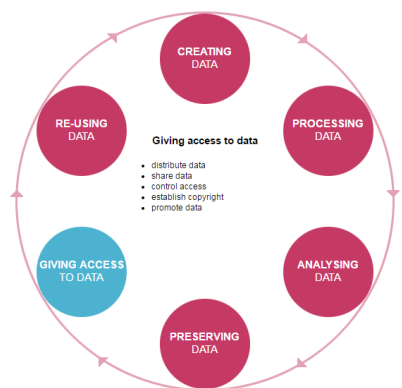 CREATING
DATA
PROCESSING
DATA
ANALYSING
DATA
PRESERVING
DATA
GIVING ACCESS
TO DATA
RE-USING
DATA
Giving access to data
• distribute data
• share data
• control access
• establish copyright
• promote data